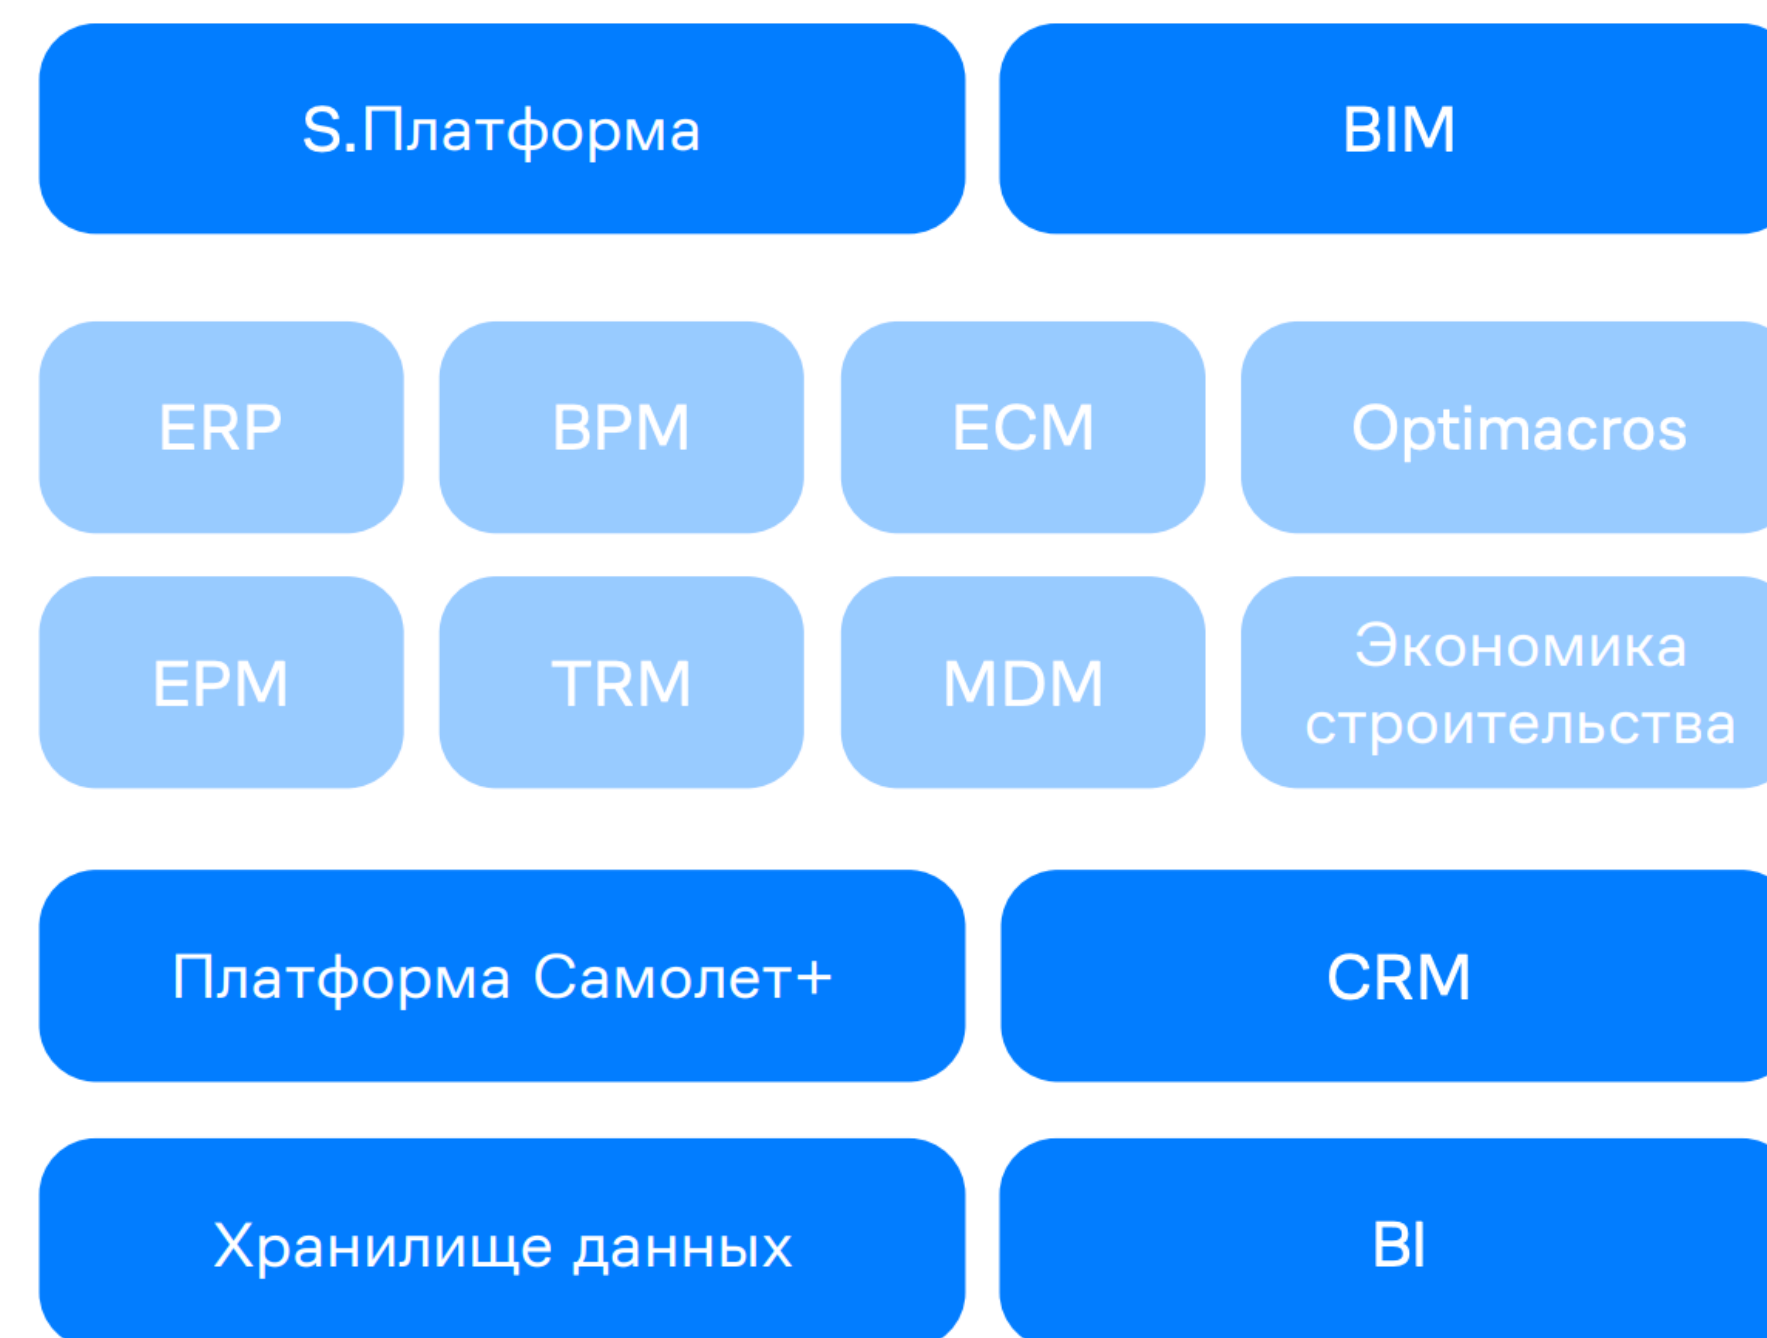 S.Платформа
BIM
ERP
BPM
ECM
Optimacros
EPM
TRM
MDM
Экономика
строительства
Платформа Самолет+
CRM
Хранилище данных
BI